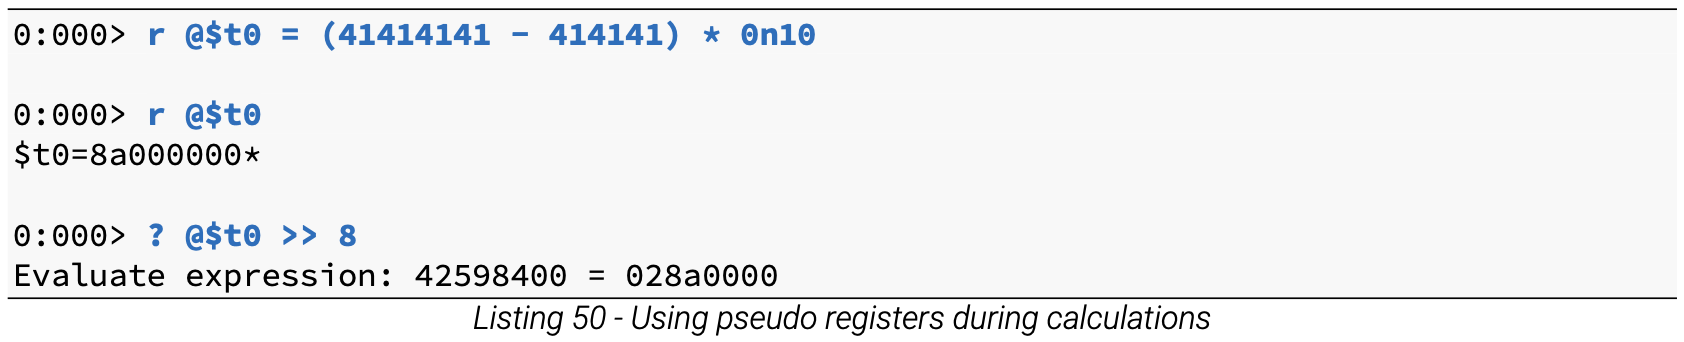 0:000> r @$t0 = (41414141 − 414141) * 0n10
0:000> r @$t0
$t0=8a000000*
0:000> ? @$t0 >> 8
Evaluate expression: 42598400 = 028a0000
Listing 50 - Using pseudo registers during calculations